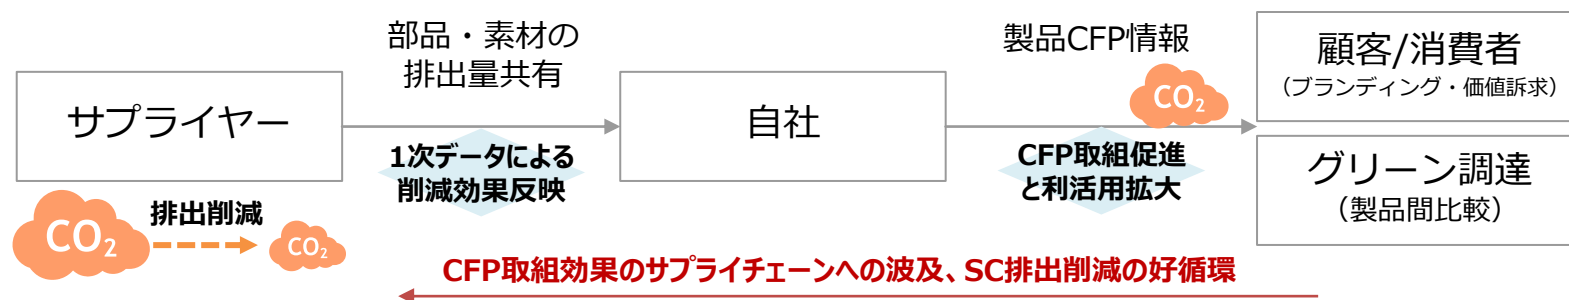 部品・素材の
排出量共有
製品CFP情報
顧客/消費者
（ブランディング・価値訴求）
サプライヤー
自社
CO₂
1次データによる
削減効果反映
CFP取組促進
と利活用拡大
グリーン調達
（製品間比較）
CO₂
排出削減
CO₂
CFP取組効果のサプライチェーンへの波及、SC排出削減の好循環